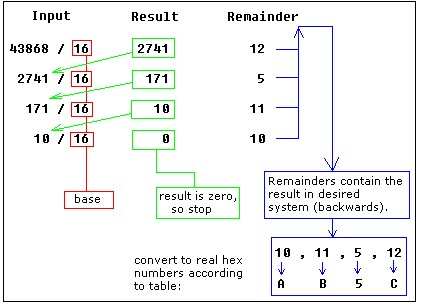 Input Result Remainder
43868 / 16 2741 12
2741 / 16 171 5
171 / 16 10 11
10 / 16 0 10
base
result is zero,
so stop
Remainders contain the
result in desired
system (backwards).
convert to real hex
numbers according
to table:
10 , 11 , 5 , 12
A B 5 C